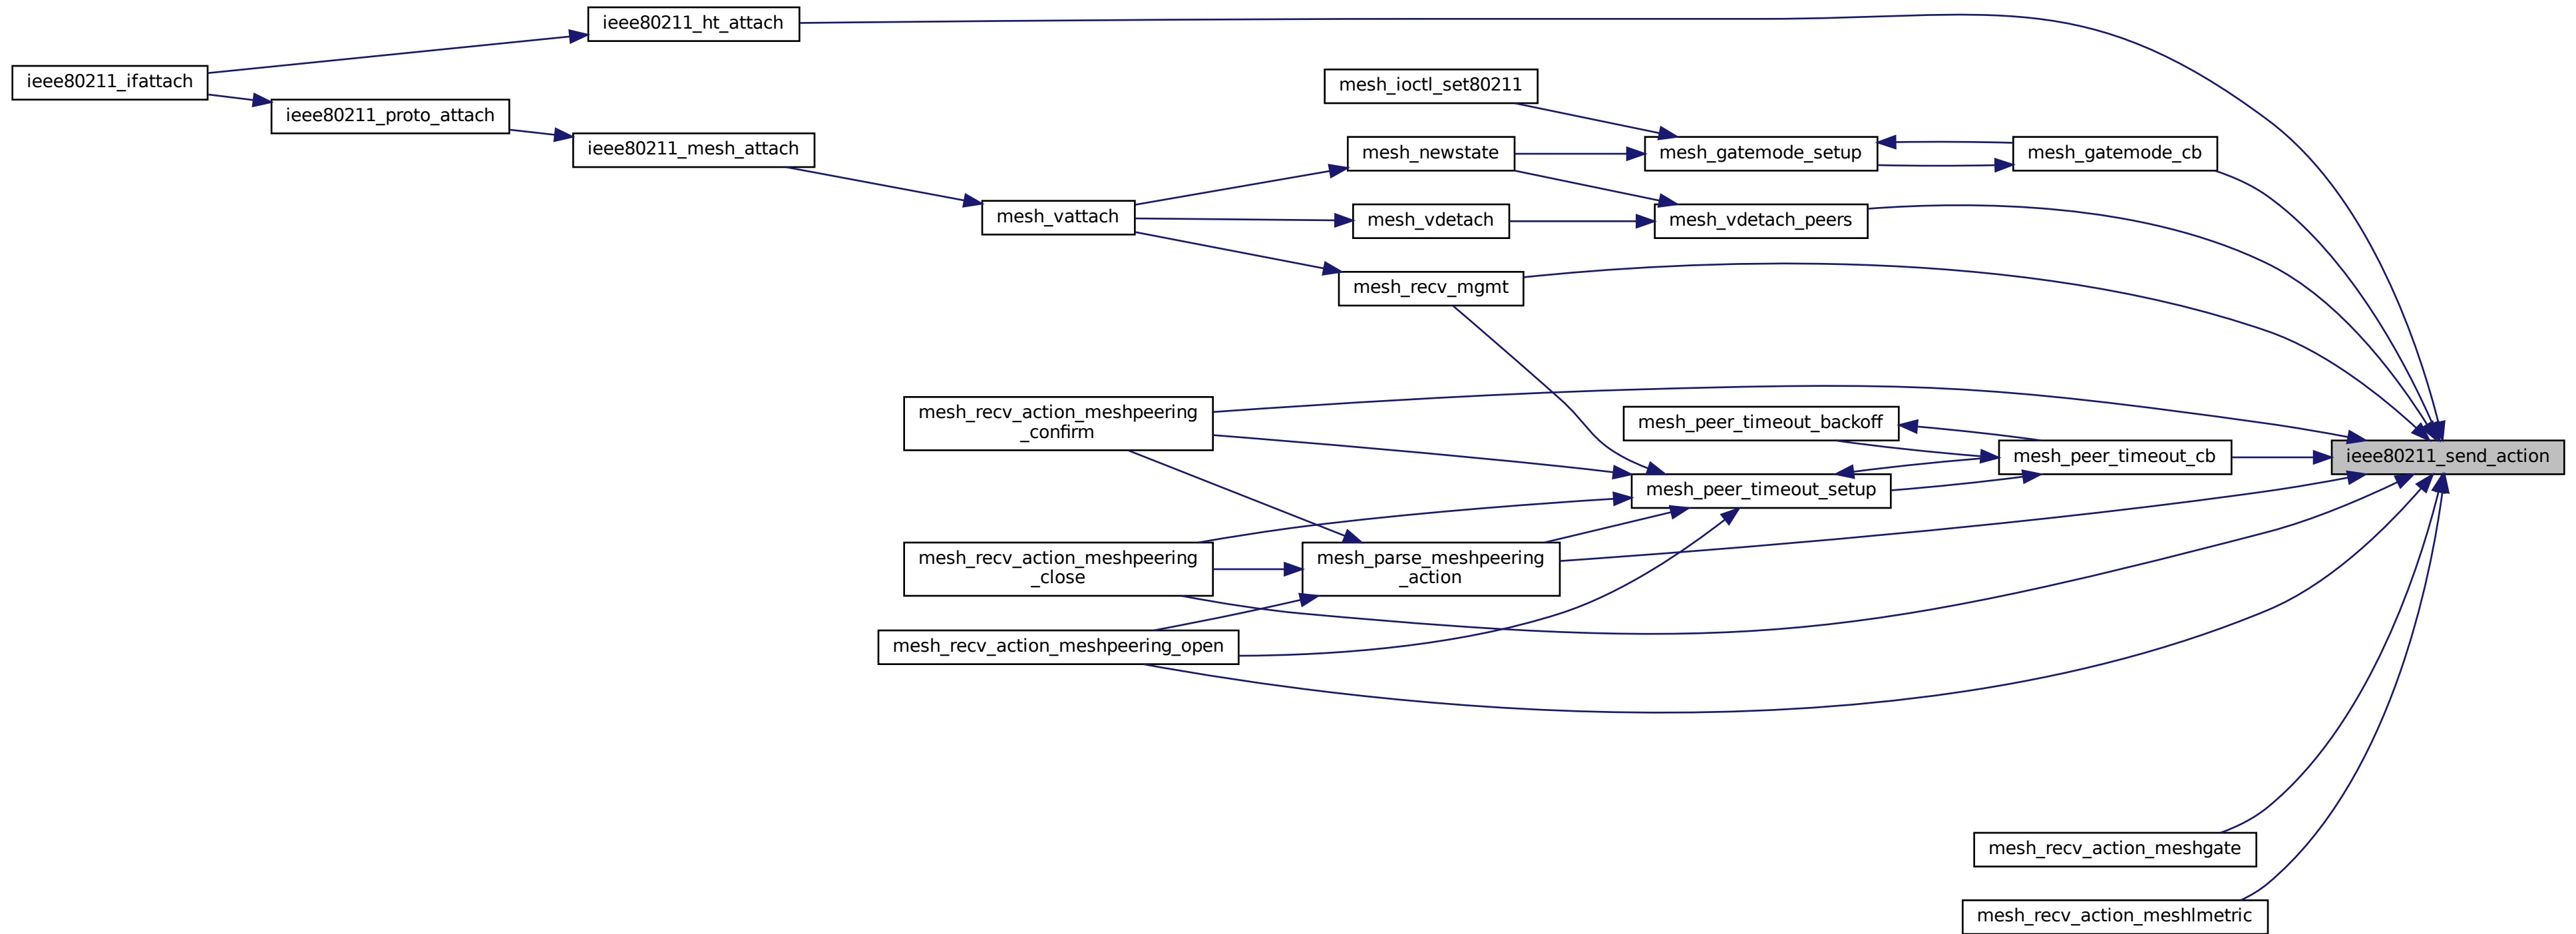 ieee80211_ht_attach
ieee80211_ifattach
mesh_ioctl_set80211
ieee80211_proto_attach
ieee80211_mesh_attach
mesh_newstate
mesh_gatemode_setup
mesh_gatemode_cb
mesh_vattach
mesh_vdetach
mesh_vdetach_peers
mesh_recv_mgmt
mesh_recv_action_meshpeering
_confirm
mesh_peer_timeout_backoff
mesh_peer_timeout_cb
ieee80211_send_action
mesh_peer_timeout_setup
mesh_recv_action_meshpeering
_close
mesh_parse_meshpeering
_action
mesh_recv_action_meshpeering_open
mesh_recv_action_meshgate
mesh_recv_action_meshlmetric